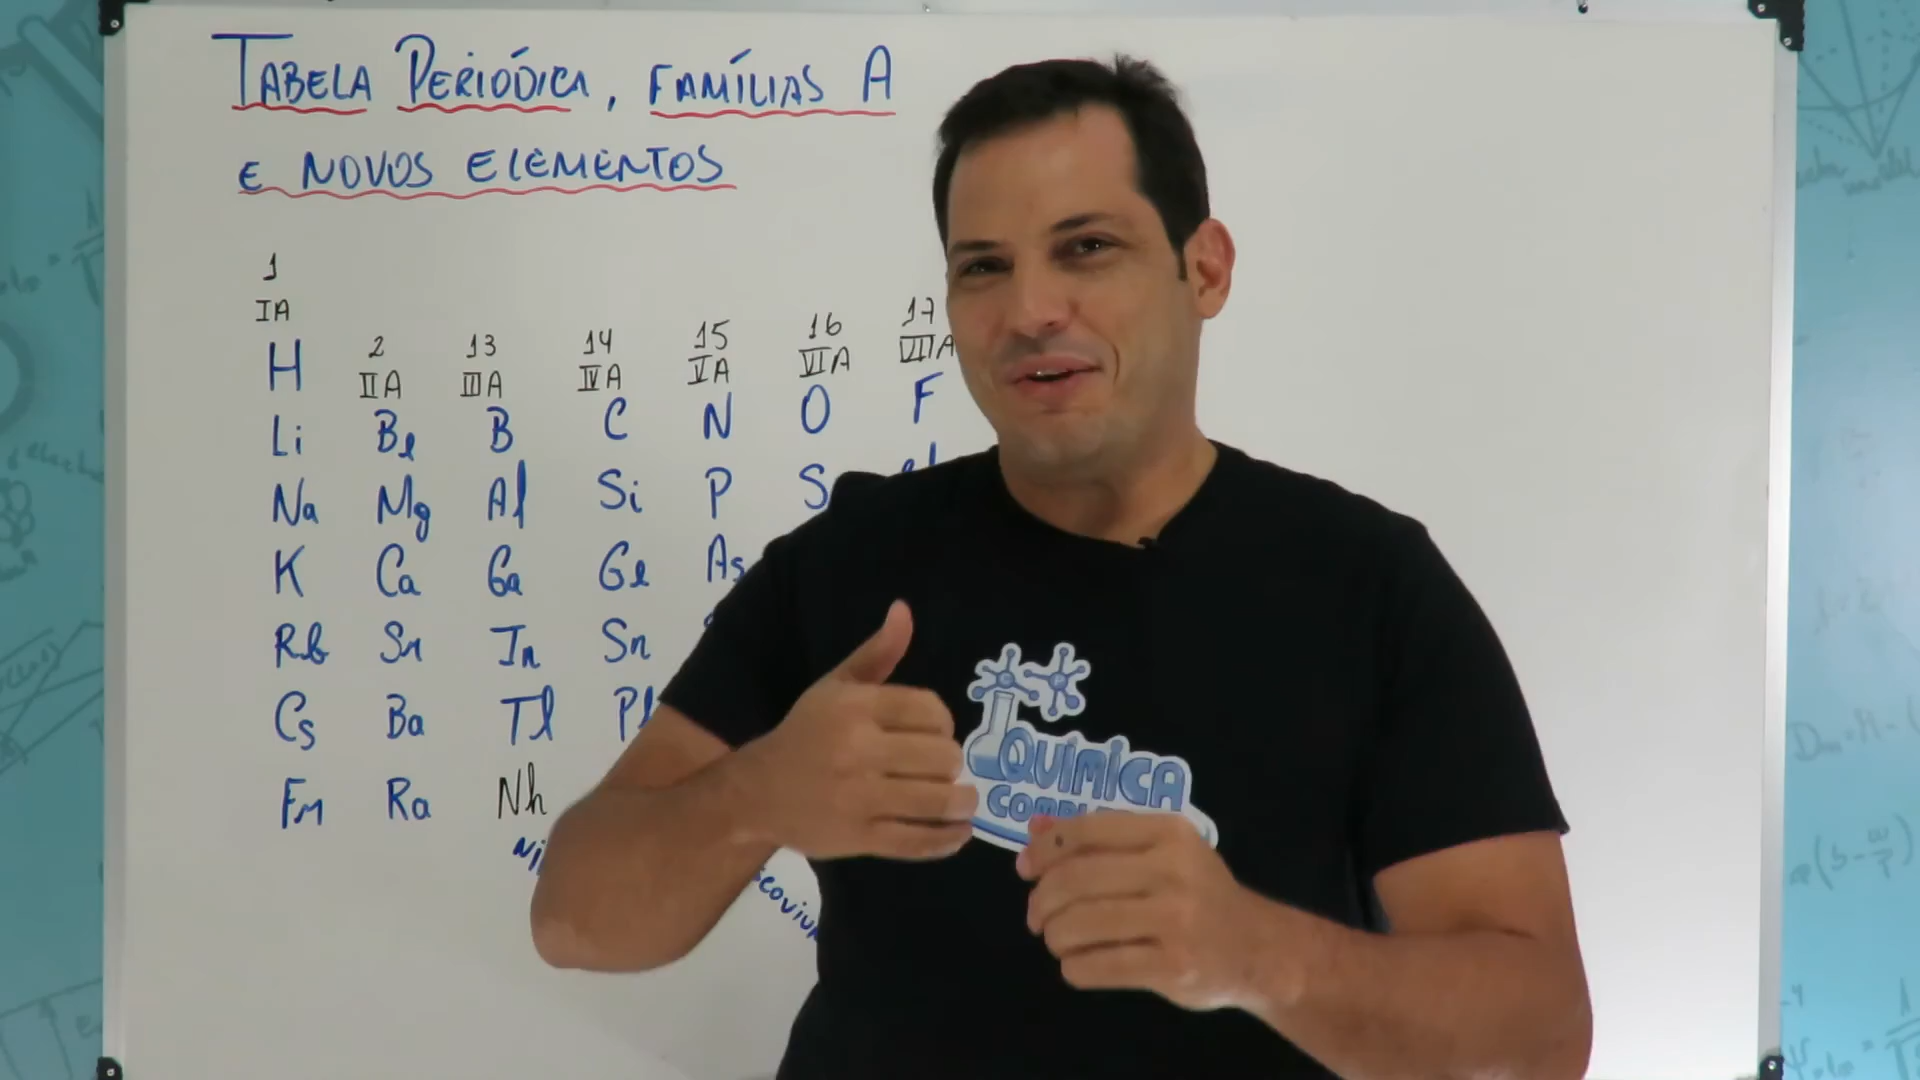 TABELA PERIÓDICA, FAMÍLIAS A
E NOVOS ELEMENTOS
1
IA
17
H 2 13 14 15 16 VIIA
IIA IIIA IVA VA VIA
Li Be B C N O F
Na Mg Al Si P S
K Ca Ga Ge As
Rb Sr In Sn
Cs Ba Tl
Fr Ra Nh
QUÍMICA